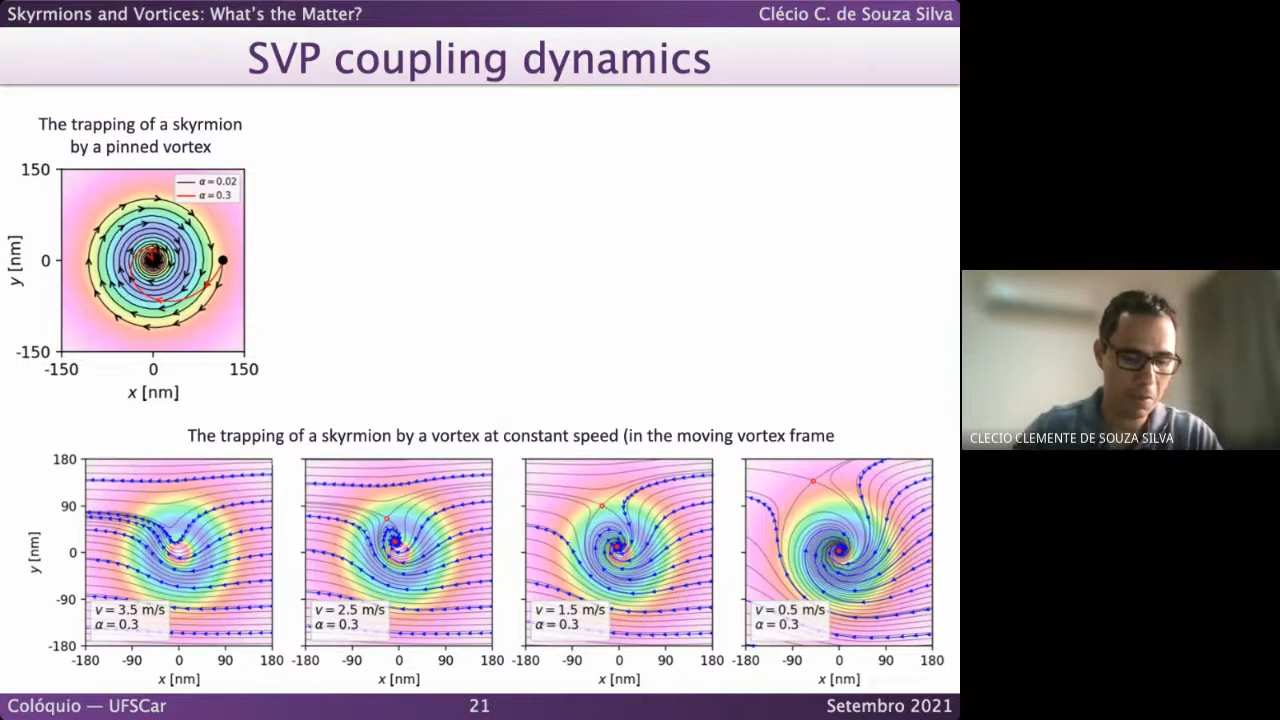 Skyrmions and Vortices: What's the Matter?
Clécio C. de Souza Silva
SVP coupling dynamics
The trapping of a skyrmion
by a pinned vortex
150
0
-150
y [nm]
α = 0.02
α = 0.3
-150 0 150
x [nm]
The trapping of a skyrmion by a vortex at constant speed (in the moving vortex frame
180
90
0
-90
-180
y [nm]
v = 3.5 m/s
α = 0.3
-180 -90 0 90 180
x [nm]
v = 2.5 m/s
α = 0.3
-180 -90 0 90 180
x [nm]
v = 1.5 m/s
α = 0.3
-180 -90 0 90 180
x [nm]
v = 0.5 m/s
α = 0.3
-180 -90 0 90 180
x [nm]
Colóquio — UFSCar
21
Setembro 2021
CLECIO CLEMENTE DE SOUZA SILVA